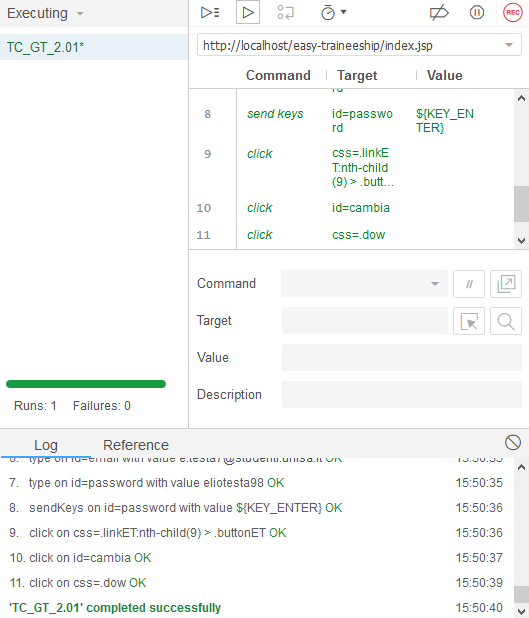 Executing
REC
TC_GT_2.01*
http://localhost/easy-traineeship/index.jsp
Command Target Value
rd
8 send keys id=passwo ${KEY_EN
rd TER}
9 click css=.linkE
T:nth-child
(9) > .butt...
10 click id=cambia
11 click css=.dow
Command //
Target
Value
Description
Runs: 1 Failures: 0
Log Reference
6. type on id=email with value e.testa7@studenti.unisa.it OK 15:50:35
7. type on id=password with value eliotesta98 OK 15:50:35
8. sendKeys on id=password with value ${KEY_ENTER} OK 15:50:36
9. click on css=.linkET:nth-child(9) > .buttonET OK 15:50:36
10. click on id=cambia OK 15:50:37
11. click on css=.dow OK 15:50:39
'TC_GT_2.01' completed successfully 15:50:40